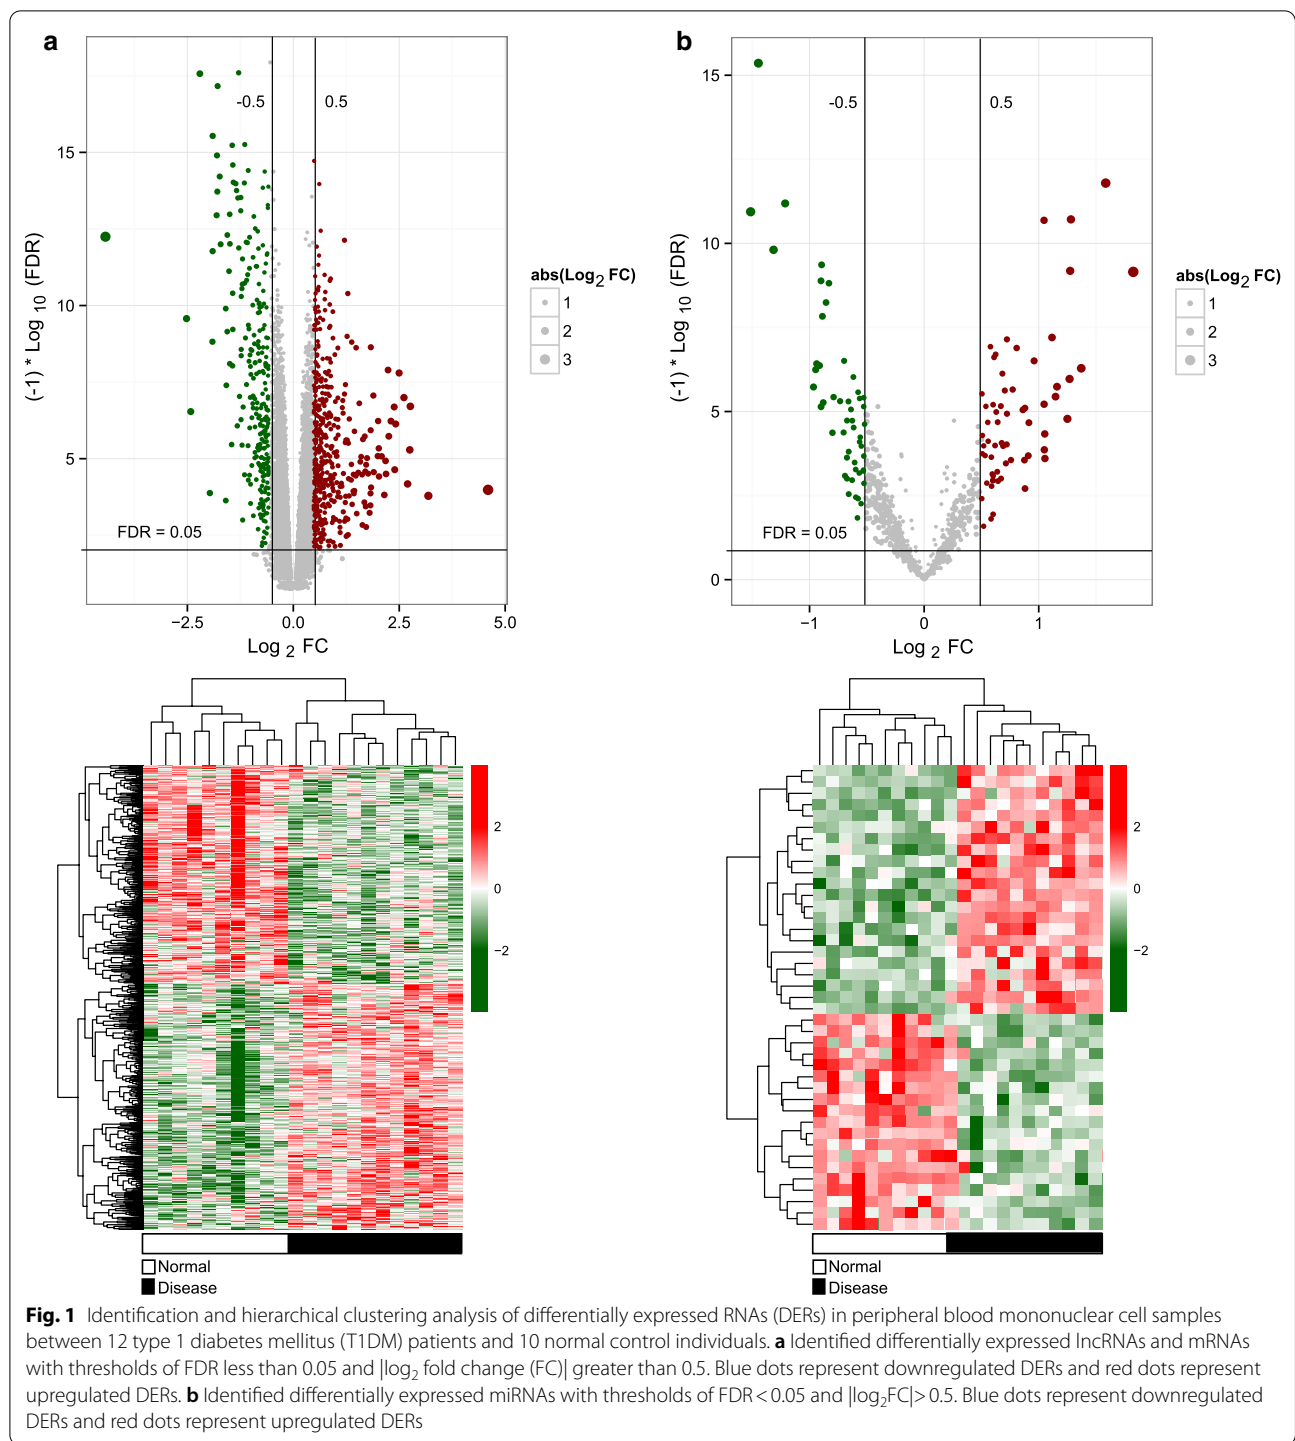 a
-0.5
0.5
15
10
5
FDR = 0.05
−2.5
0.0
2.5
5.0
Log 2 FC
(-1) * Log 10 (FDR)
abs(Log2 FC)
1
2
3
b
-0.5
0.5
15
10
5
0
FDR = 0.05
−1
0
1
Log 2 FC
(-1) * Log 10 (FDR)
abs(Log2 FC)
1
2
3
2
0
−2
Normal
Disease
2
0
−2
Normal
Disease
Fig. 1 Identification and hierarchical clustering analysis of differentially expressed RNAs (DERs) in peripheral blood mononuclear cell samples
between 12 type 1 diabetes mellitus (T1DM) patients and 10 normal control individuals. a Identified differentially expressed lncRNAs and mRNAs
with thresholds of FDR less than 0.05 and |log2 fold change (FC)| greater than 0.5. Blue dots represent downregulated DERs and red dots represent
upregulated DERs. b Identified differentially expressed miRNAs with thresholds of FDR < 0.05 and |log2FC| > 0.5. Blue dots represent downregulated
DERs and red dots represent upregulated DERs